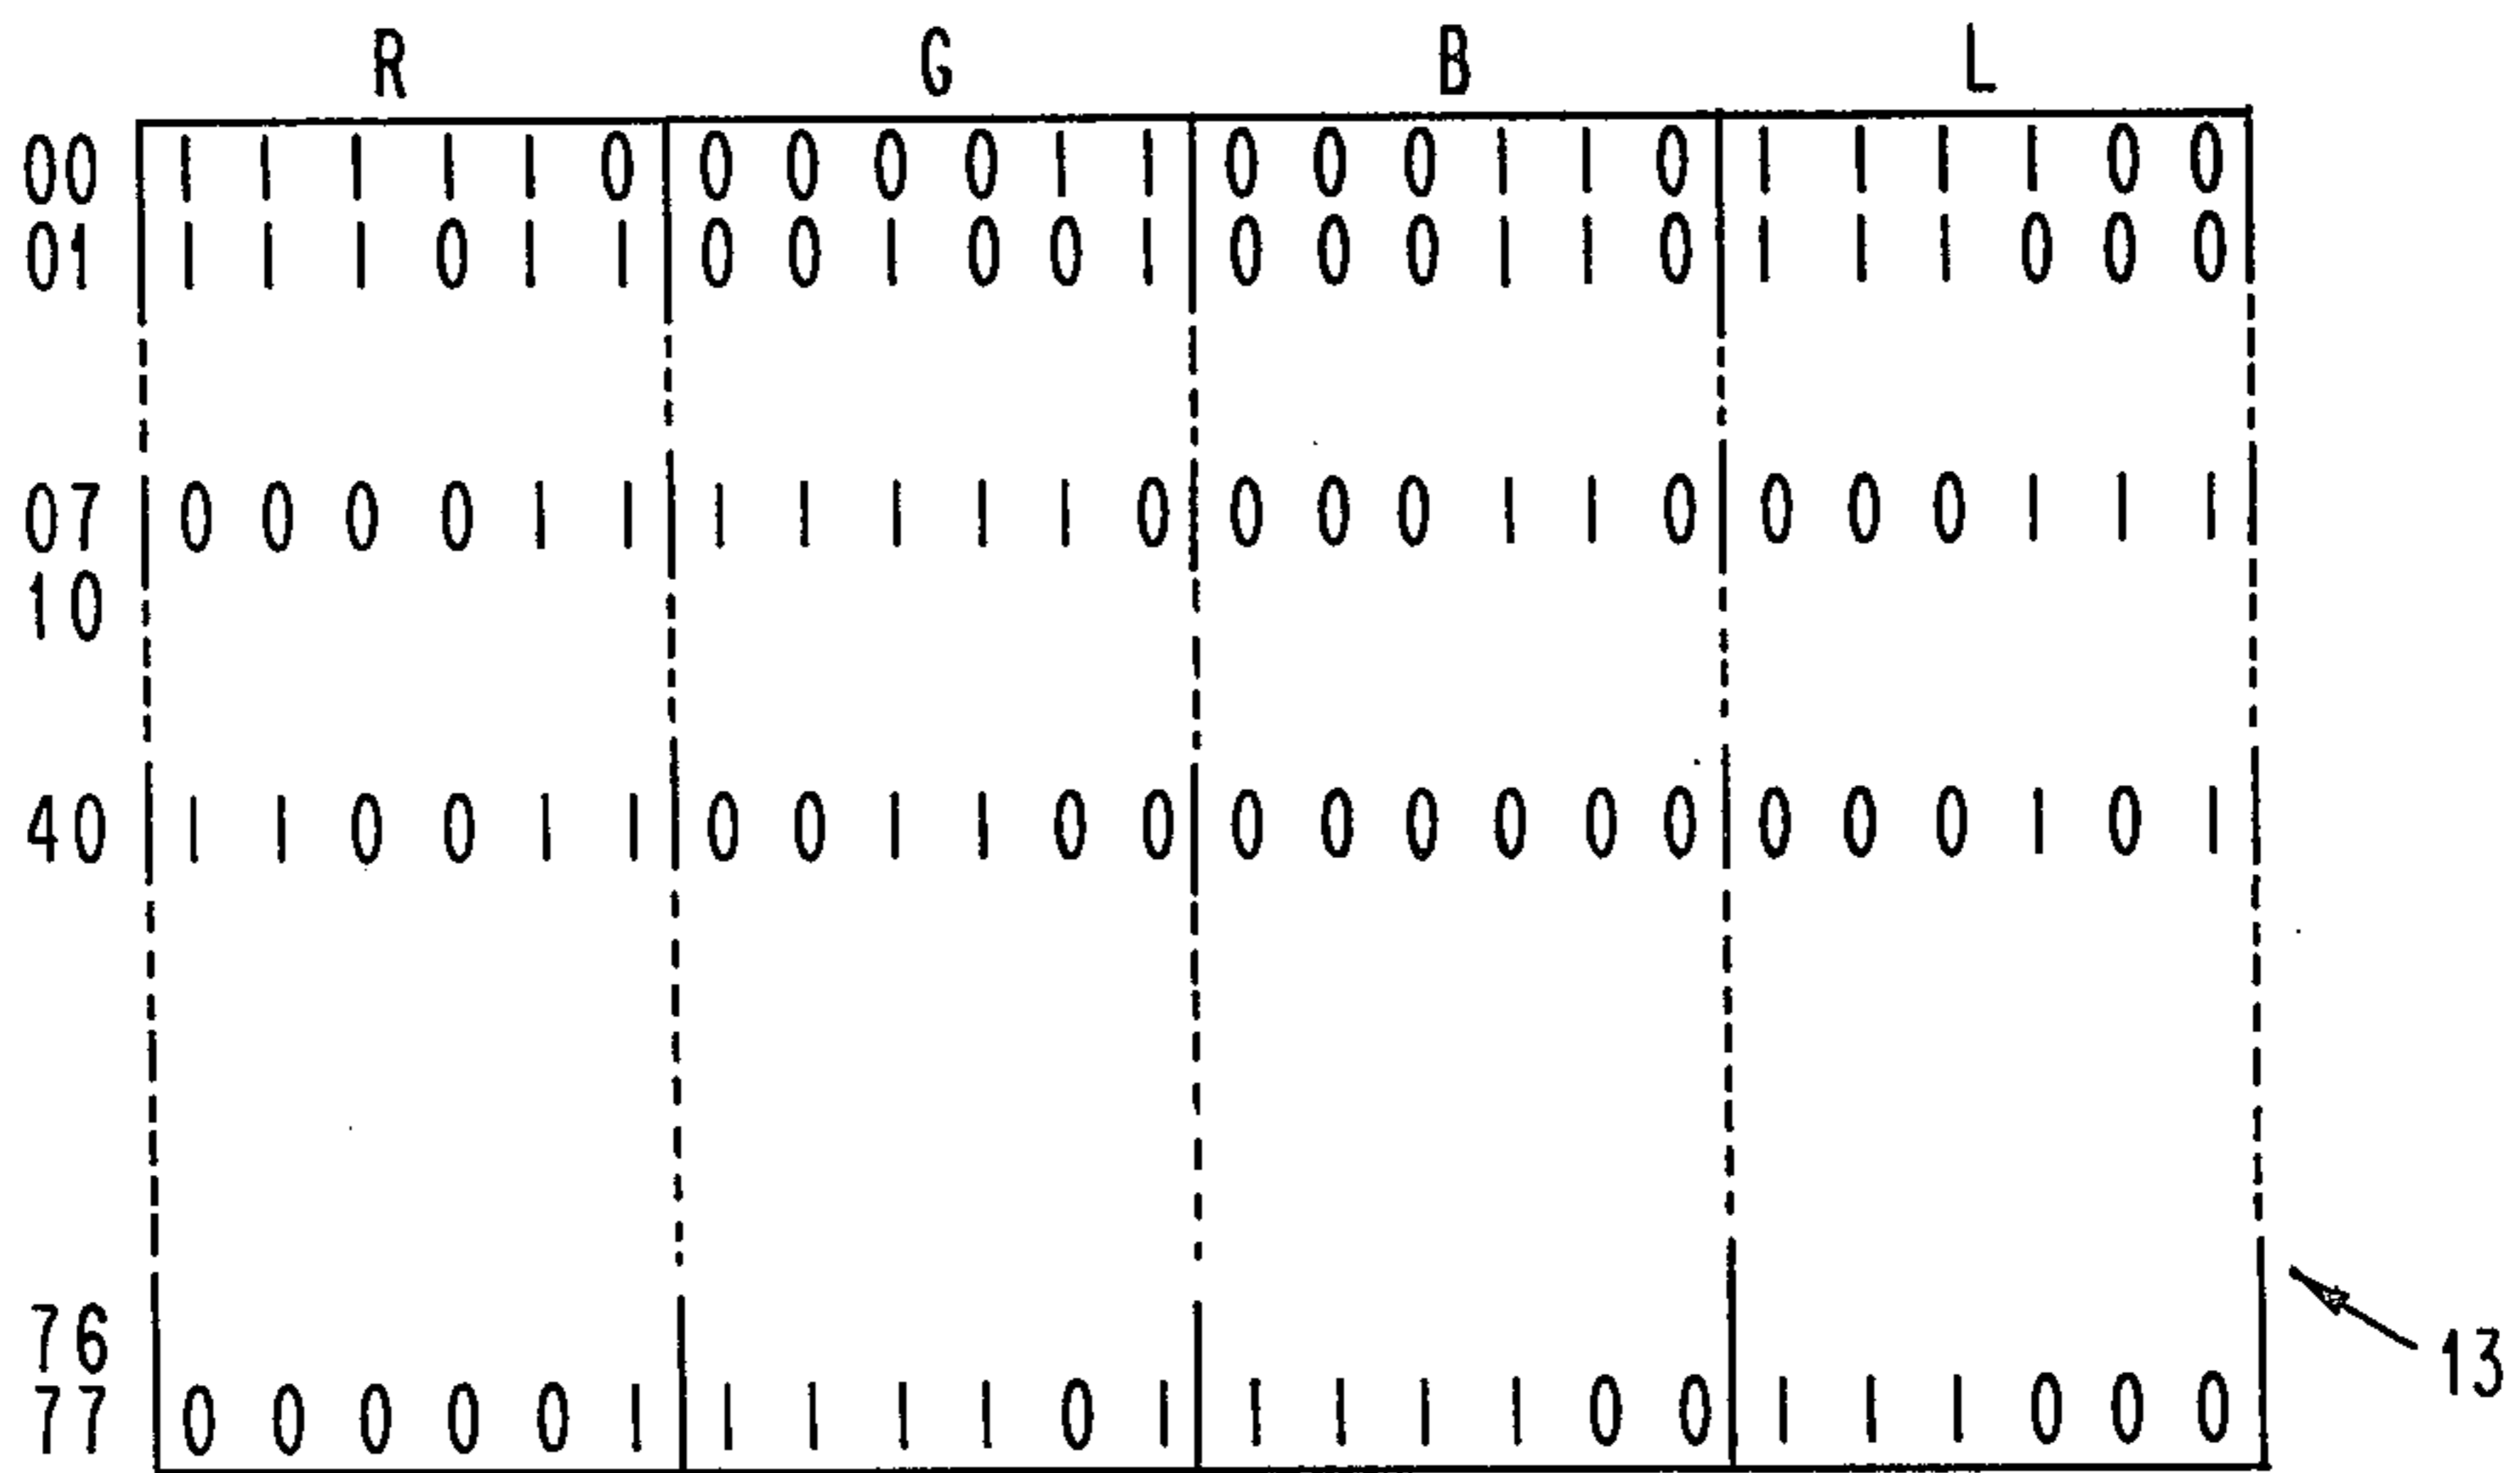 R G B L
00 1 1 1 1 1 0 0 0 0 0 1 1 0 0 0 1 1 0 1 1 1 1 0 0
01 1 1 1 0 1 1 0 0 1 0 0 1 0 0 0 1 1 0 1 1 1 0 0 0
07 0 0 0 0 1 1 1 1 1 1 1 0 0 0 0 1 1 0 0 0 0 1 1 1
10
40 1 1 0 0 1 1 0 0 1 1 0 0 0 0 0 0 0 0 0 0 0 1 0 1
76
13
77 0 0 0 0 0 1 1 1 1 1 0 1 1 1 1 1 0 0 1 1 1 0 0 0